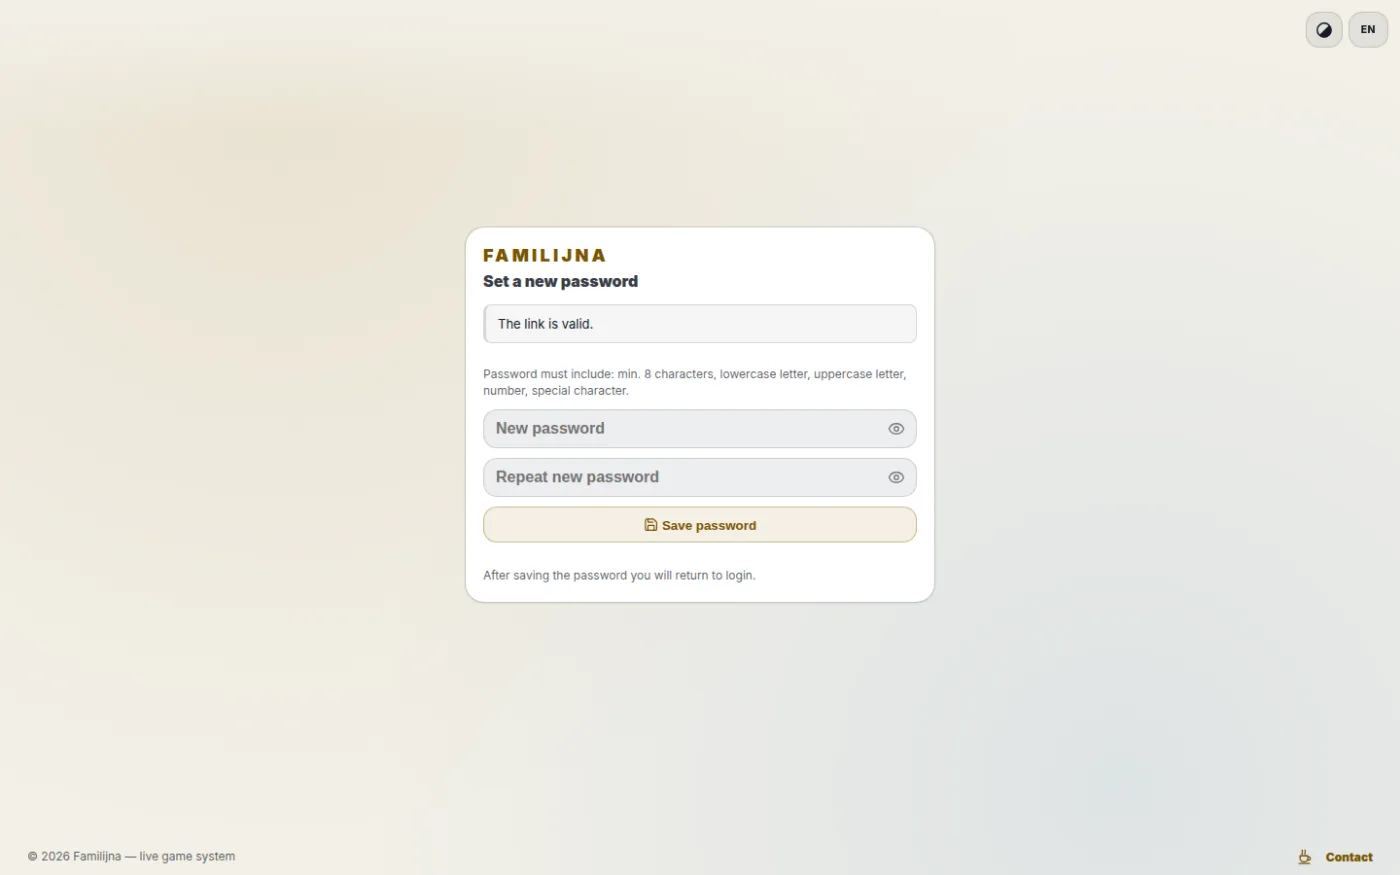 EN
FAMILIJNA
Set a new password
The link is valid.
Password must include: min. 8 characters, lowercase letter, uppercase letter,
number, special character.
New password
Repeat new password
Save password
After saving the password you will return to login.
© 2026 Familijna — live game system
Contact